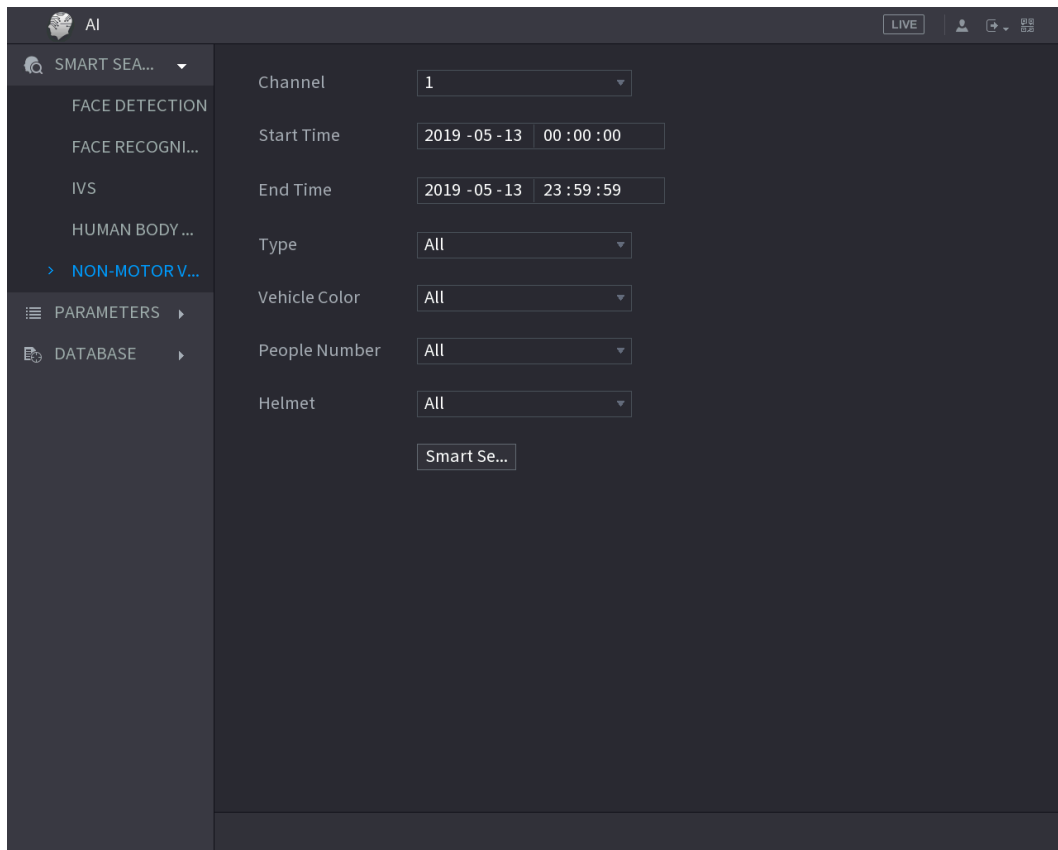 AI
LIVE
SMART SEA...
FACE DETECTION
FACE RECOGNI...
IVS
HUMAN BODY ...
> NON-MOTOR V...
PARAMETERS
DATABASE
Channel 1
Start Time 2019 -05 -13 00 : 00 : 00
End Time 2019 -05 -13 23 : 59 : 59
Type All
Vehicle Color All
People Number All
Helmet All
Smart Se...